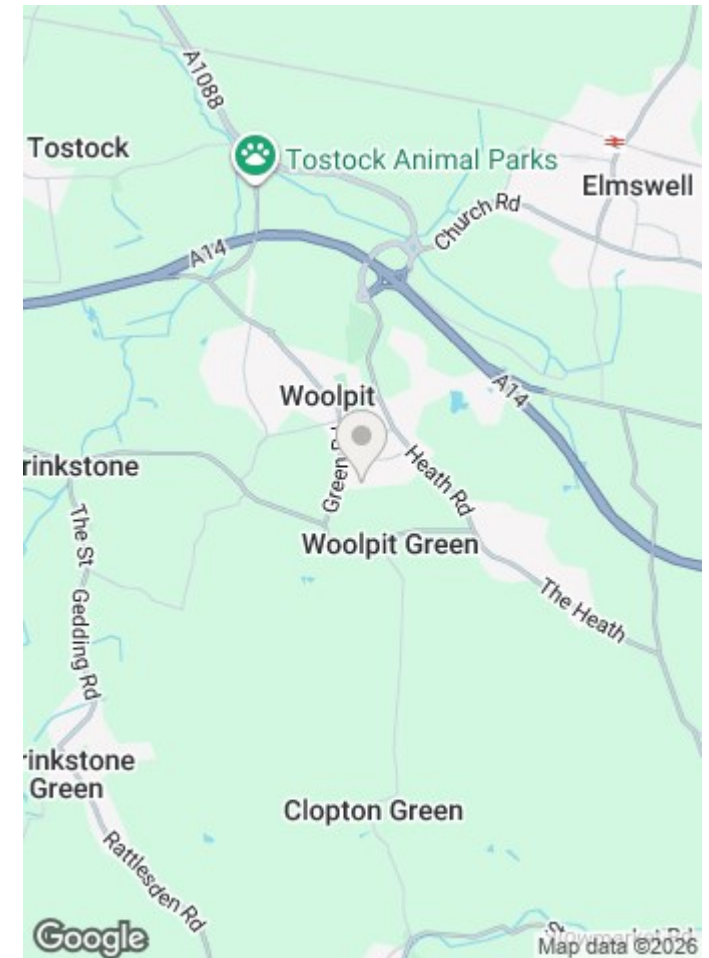 A1088
Tostock
Tostock Animal Parks
Elmswell
Church Rd
A14
Woolpit
A14
rinkstone
Green
Heath Rd
Woolpit Green
The St
The Heath
Gedding Rd
rinkstone
Green
Clopton Green
Rattlesden Rd
Google
Map data ©2026